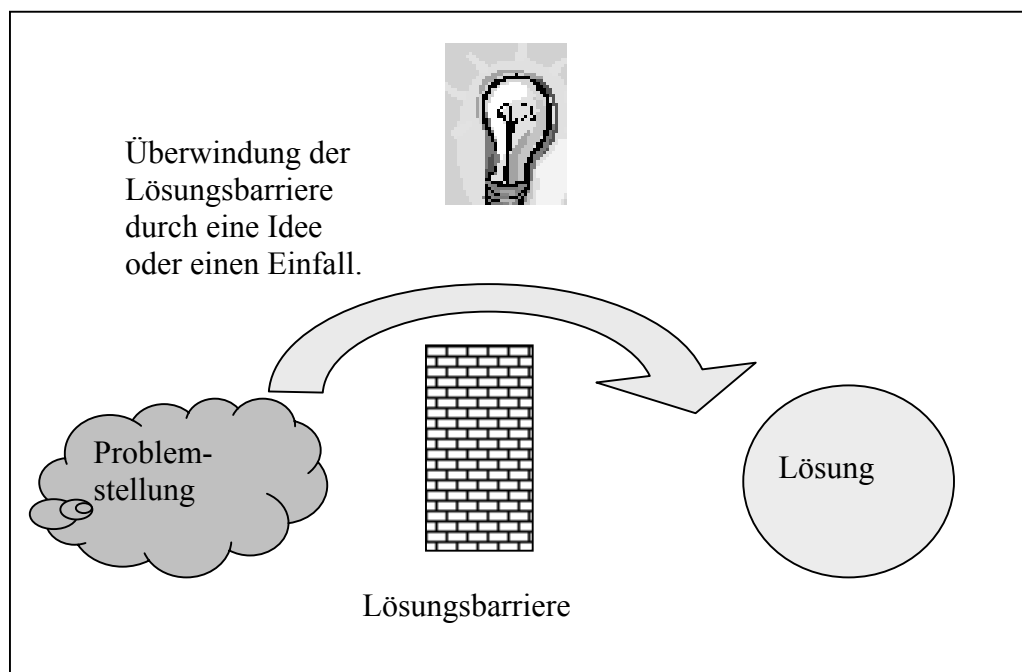 Überwindung der
Lösungsbarriere
durch eine Idee
oder einen Einfall.
Problem-
stellung
Lösung
Lösungsbarriere